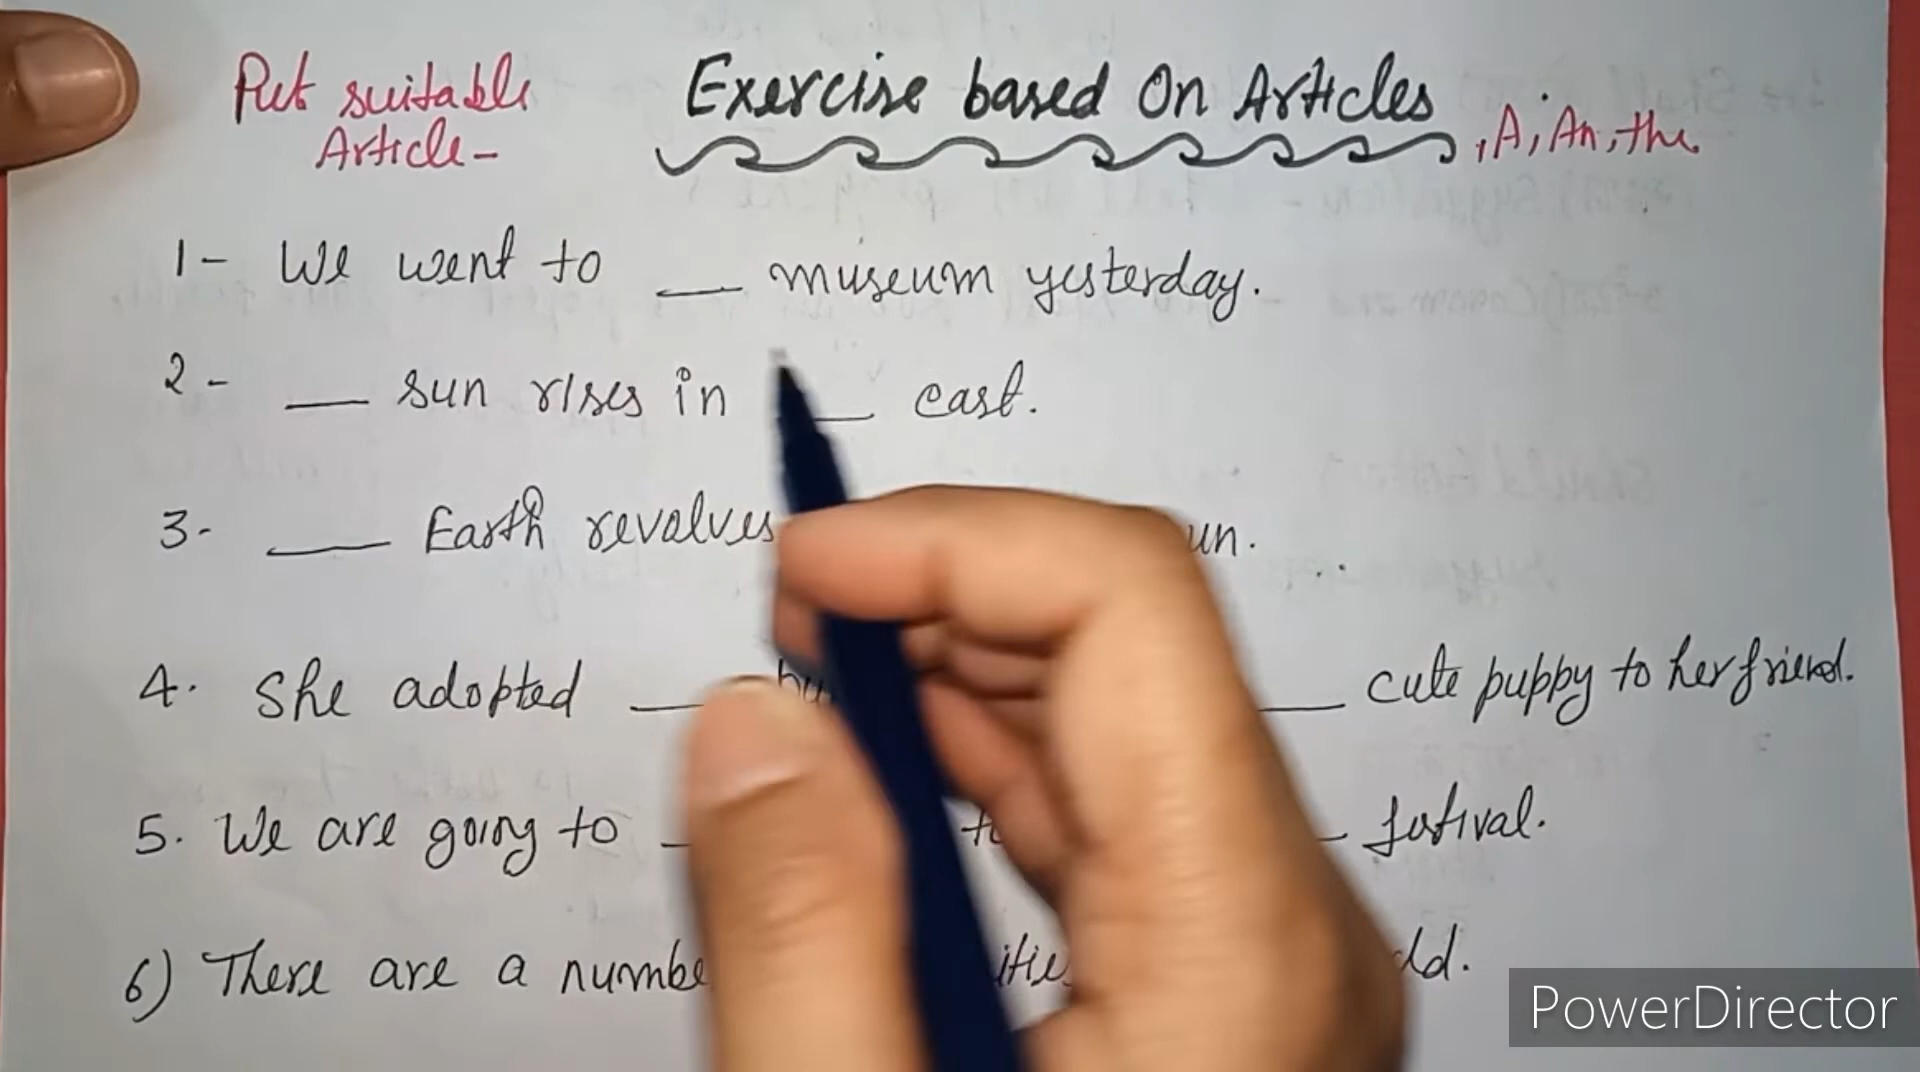 Put suitable
Article-
Exercise based On Articles
, A, An, the
1- We went to __ museum yesterday.
2- __ sun rises in __ east.
3- __ Earth revolves
4. She adopted __ cute puppy to her friend.
5. We are going to __ festival.
6) There are a
PowerDirector